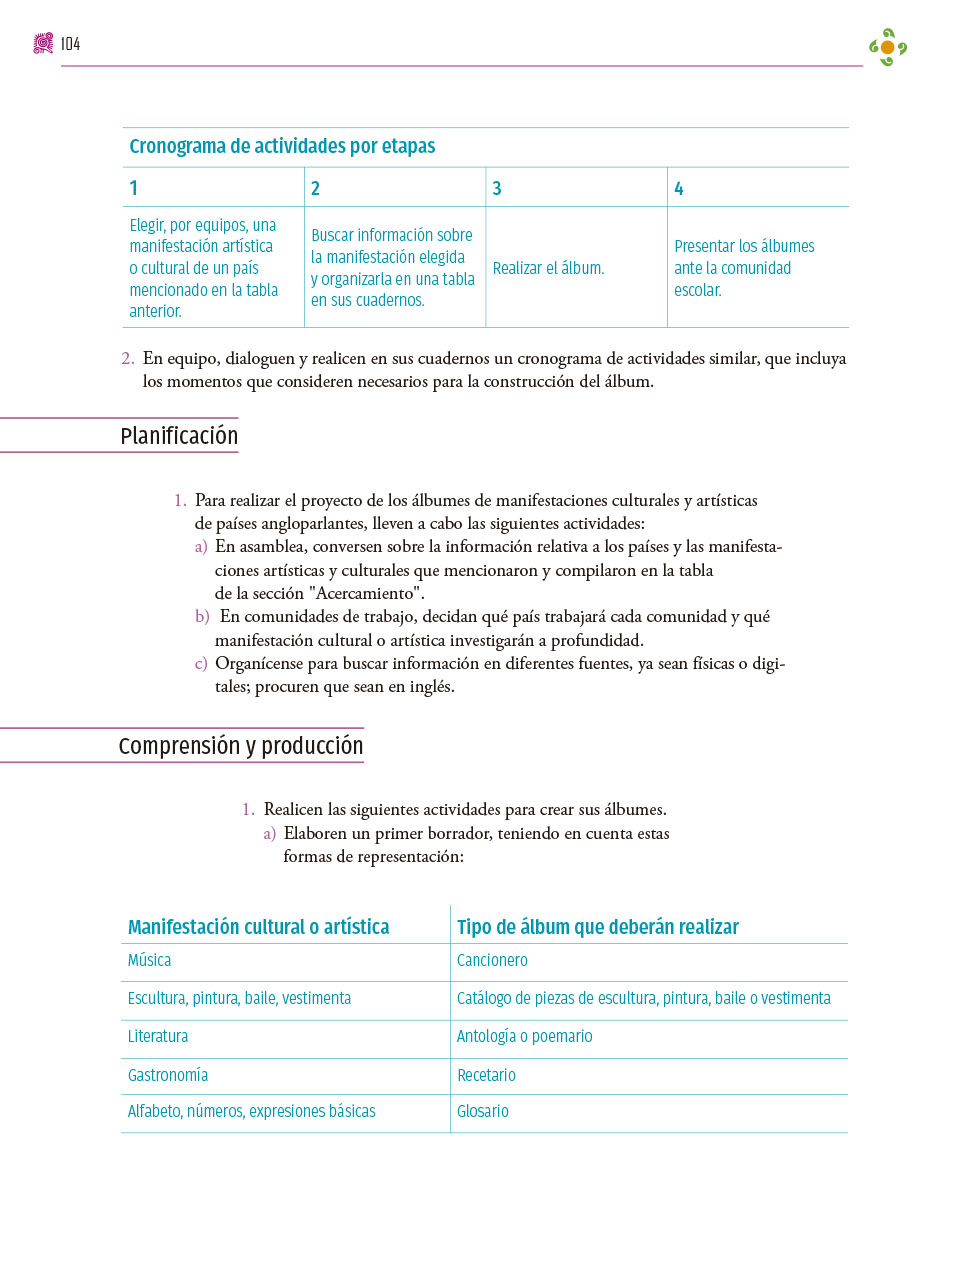 104
Cronograma de actividades por etapas
1
2
3
4
Elegir, por equipos, una
manifestación artística
o cultural de un país
mencionado en la tabla
anterior.
Buscar información sobre
la manifestación elegida
y organizarla en una tabla
en sus cuadernos.
Realizar el álbum.
Presentar los álbumes
ante la comunidad
escolar.
2. En equipo, dialoguen y realicen en sus cuadernos un cronograma de actividades similar, que incluya
los momentos que consideren necesarios para la construcción del álbum.
Planificación
1. Para realizar el proyecto de los álbumes de manifestaciones culturales y artísticas
de países angloparlantes, lleven a cabo las siguientes actividades:
a) En asamblea, conversen sobre la información relativa a los países y las manifesta-
ciones artísticas y culturales que mencionaron y compilaron en la tabla
de la sección "Acercamiento".
b) En comunidades de trabajo, decidan qué país trabajará cada comunidad y qué
manifestación cultural o artística investigarán a profundidad.
c) Organícense para buscar información en diferentes fuentes, ya sean físicas o digi-
tales; procuren que sean en inglés.
Comprensión y producción
1. Realicen las siguientes actividades para crear sus álbumes.
a) Elaboren un primer borrador, teniendo en cuenta estas
formas de representación:
Manifestación cultural o artística
Tipo de álbum que deberán realizar
Música
Cancionero
Escultura, pintura, baile, vestimenta
Catálogo de piezas de escultura, pintura, baile o vestimenta
Literatura
Antología o poemario
Gastronomía
Recetario
Alfabeto, números, expresiones básicas
Glosario